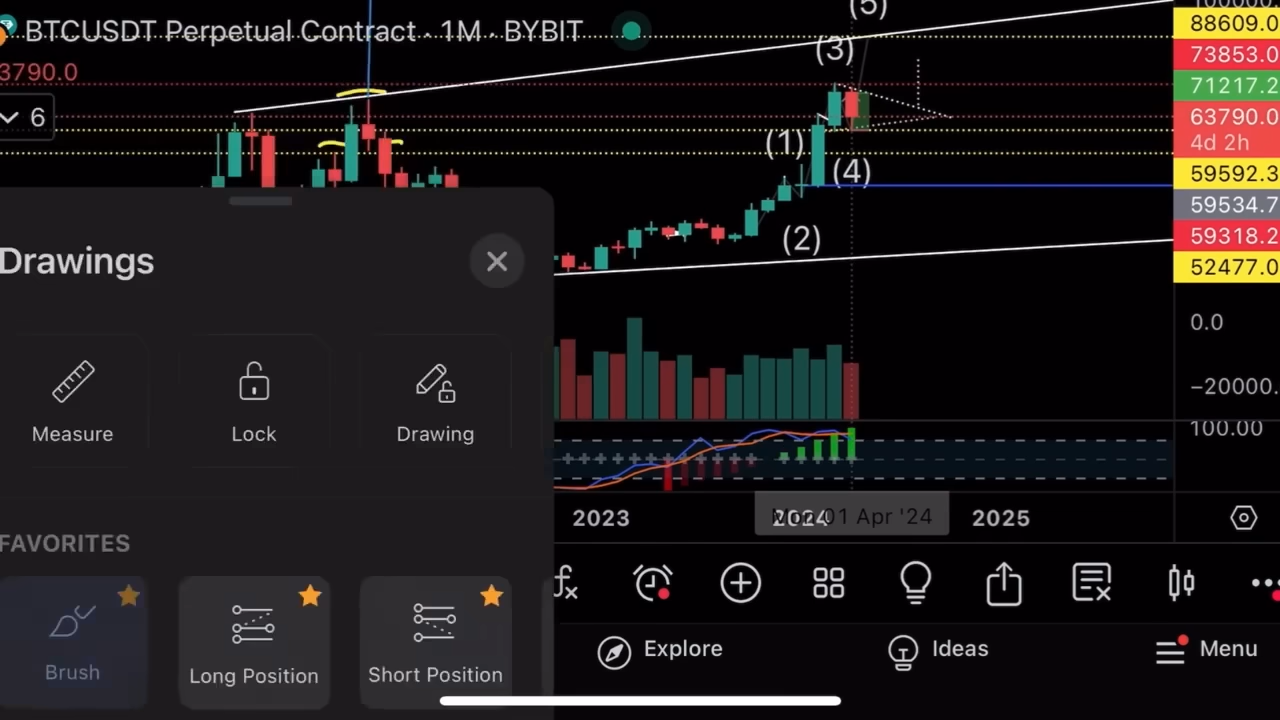 (5)
BTCUSDT Perpetual Contract · 1M · BYBIT
88609.0
(3)
73853.0
3790.0
71217.2
6
63790.0
4d 2h
(1)
(4)
59592.3
59534.7
59318.2
(2)
52477.0
Drawings
0.0
−20000.
Measure
Lock
Drawing
100.00
2023
2024
Mon 01 Apr '24
2025
FAVORITES
Brush
Long Position
Short Position
Explore
Ideas
Menu